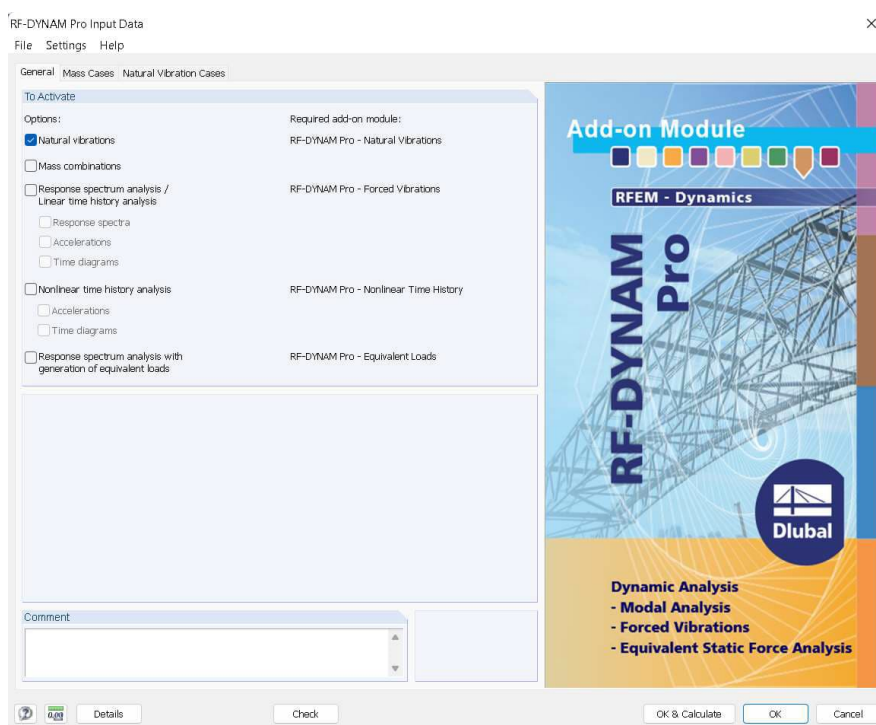 RF-DYNAM Pro Input Data
File Settings Help
General Mass Cases Natural Vibration Cases
To Activate
Options: Required add-on module:
Natural vibrations RF-DYNAM Pro - Natural Vibrations
Mass combinations
Response spectrum analysis / RF-DYNAM Pro - Forced Vibrations
Linear time history analysis
Response spectra
Accelerations
Time diagrams
Nonlinear time history analysis RF-DYNAM Pro - Nonlinear Time History
Accelerations
Time diagrams
Response spectrum analysis with RF-DYNAM Pro - Equivalent Loads
generation of equivalent loads
Comment
Details Check OK & Calculate OK Cancel
Add-on Module
RFEM - Dynamics
RF-DYNAM
Pro
Dlubal
Dynamic Analysis
- Modal Analysis
- Forced Vibrations
- Equivalent Static Force Analysis